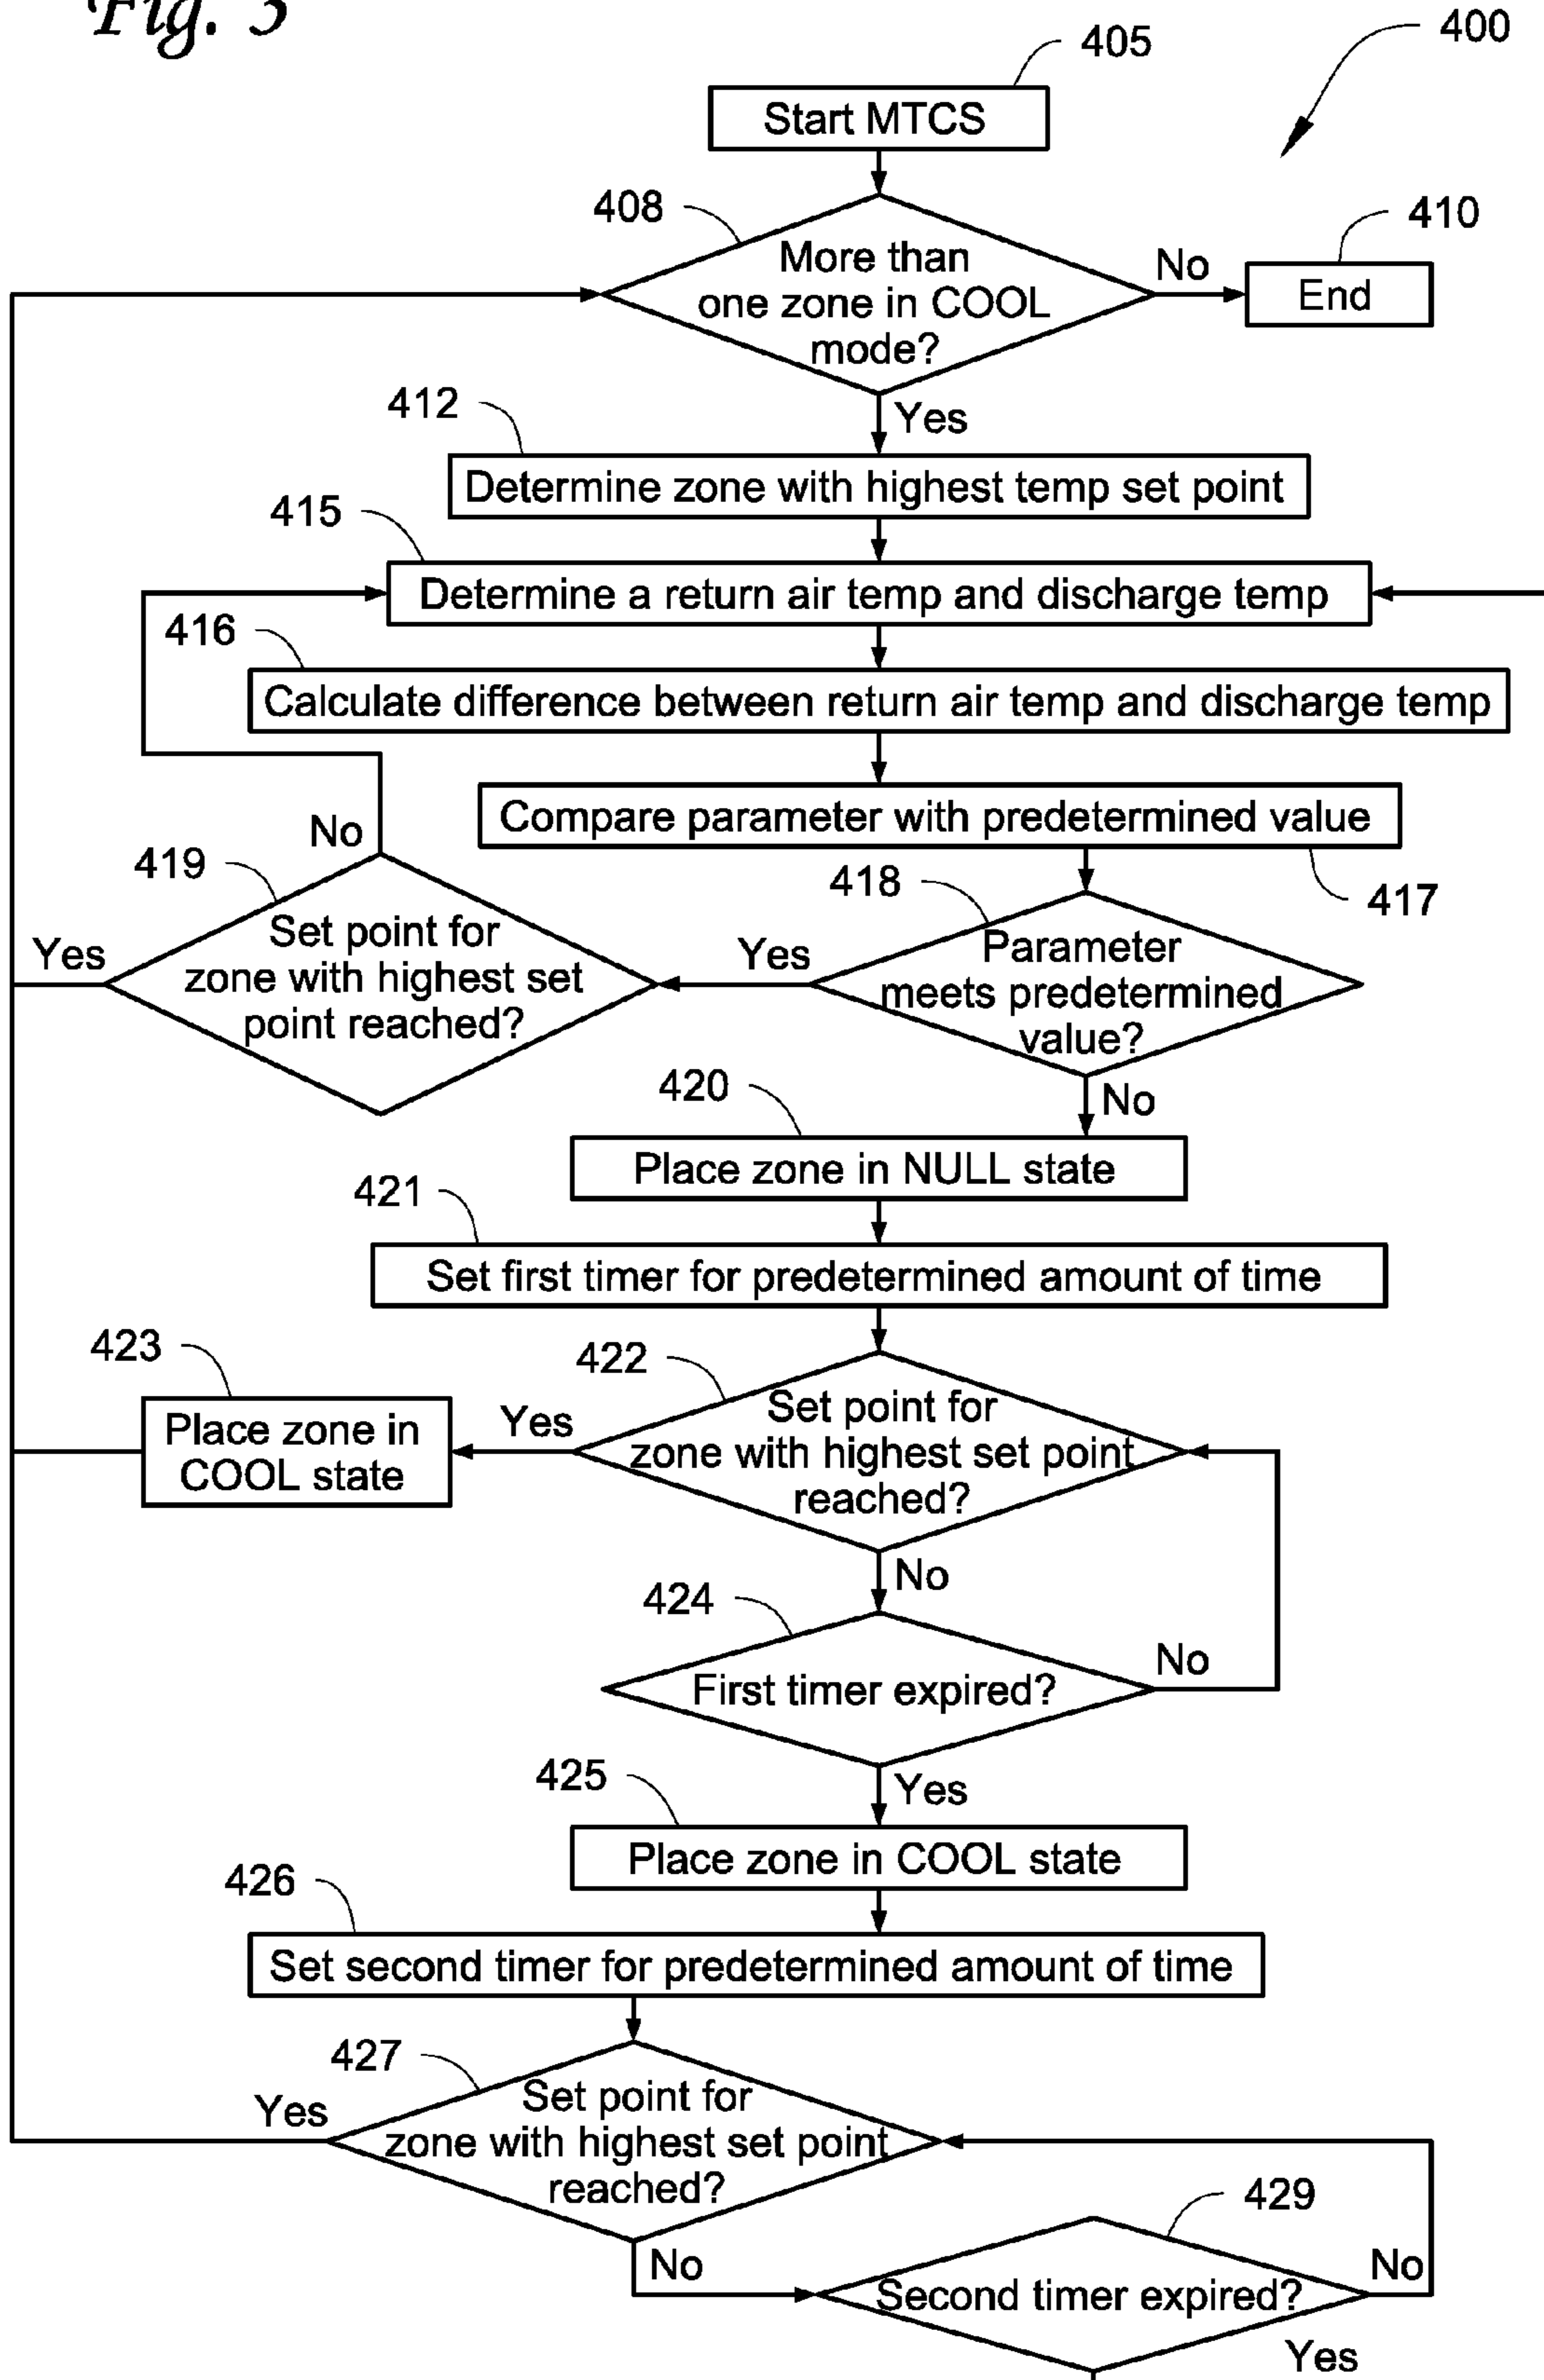 Fig. 3
400
405
Start MTCS
408
More than
one zone in COOL
mode?
No
410
End
Yes
412
Determine zone with highest temp set point
415
Determine a return air temp and discharge temp
416
Calculate difference between return air temp and discharge temp
Compare parameter with predetermined value
417
No
419
Set point for
zone with highest set
point reached?
Yes
Yes
418
Parameter
meets predetermined
value?
No
420
Place zone in NULL state
421
Set first timer for predetermined amount of time
422
Set point for
zone with highest set point
reached?
Yes
423
Place zone in
COOL state
No
424
First timer expired?
No
Yes
425
Place zone in COOL state
426
Set second timer for predetermined amount of time
427
Set point for
zone with highest set point
reached?
Yes
No
429
Second timer expired?
No
Yes